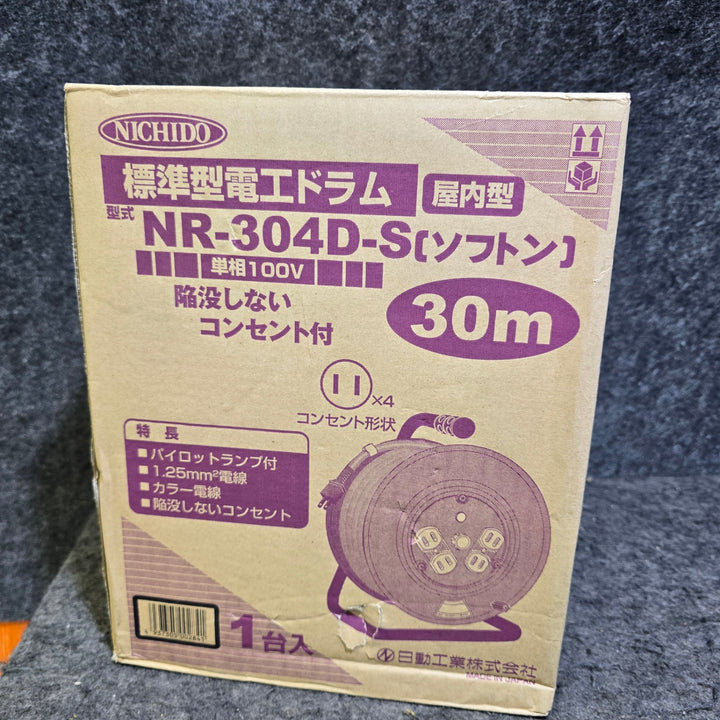 NICHIDO
標準型電工ドラム 屋内型
型式 NR-304D-S〔ソフトン〕
単相100V
陥没しない
コンセント付
30m
×4
コンセント形状
特長
■パイロットランプ付
■1.25mm²電線
■カラー電線
■陥没しないコンセント
1台入
日動工業株式会社
MADE IN JAPAN